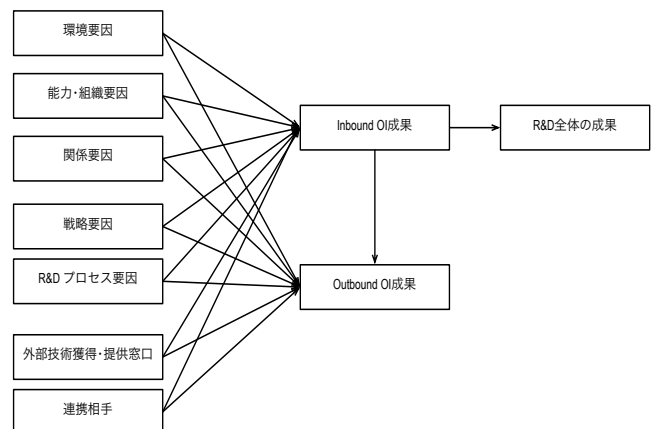 環境要因
能力・組織要因
関係要因
戦略要因
R&D プロセス要因
外部技術獲得・提供窓口
連携相手
Inbound OI成果
Outbound OI成果
R&D全体の成果